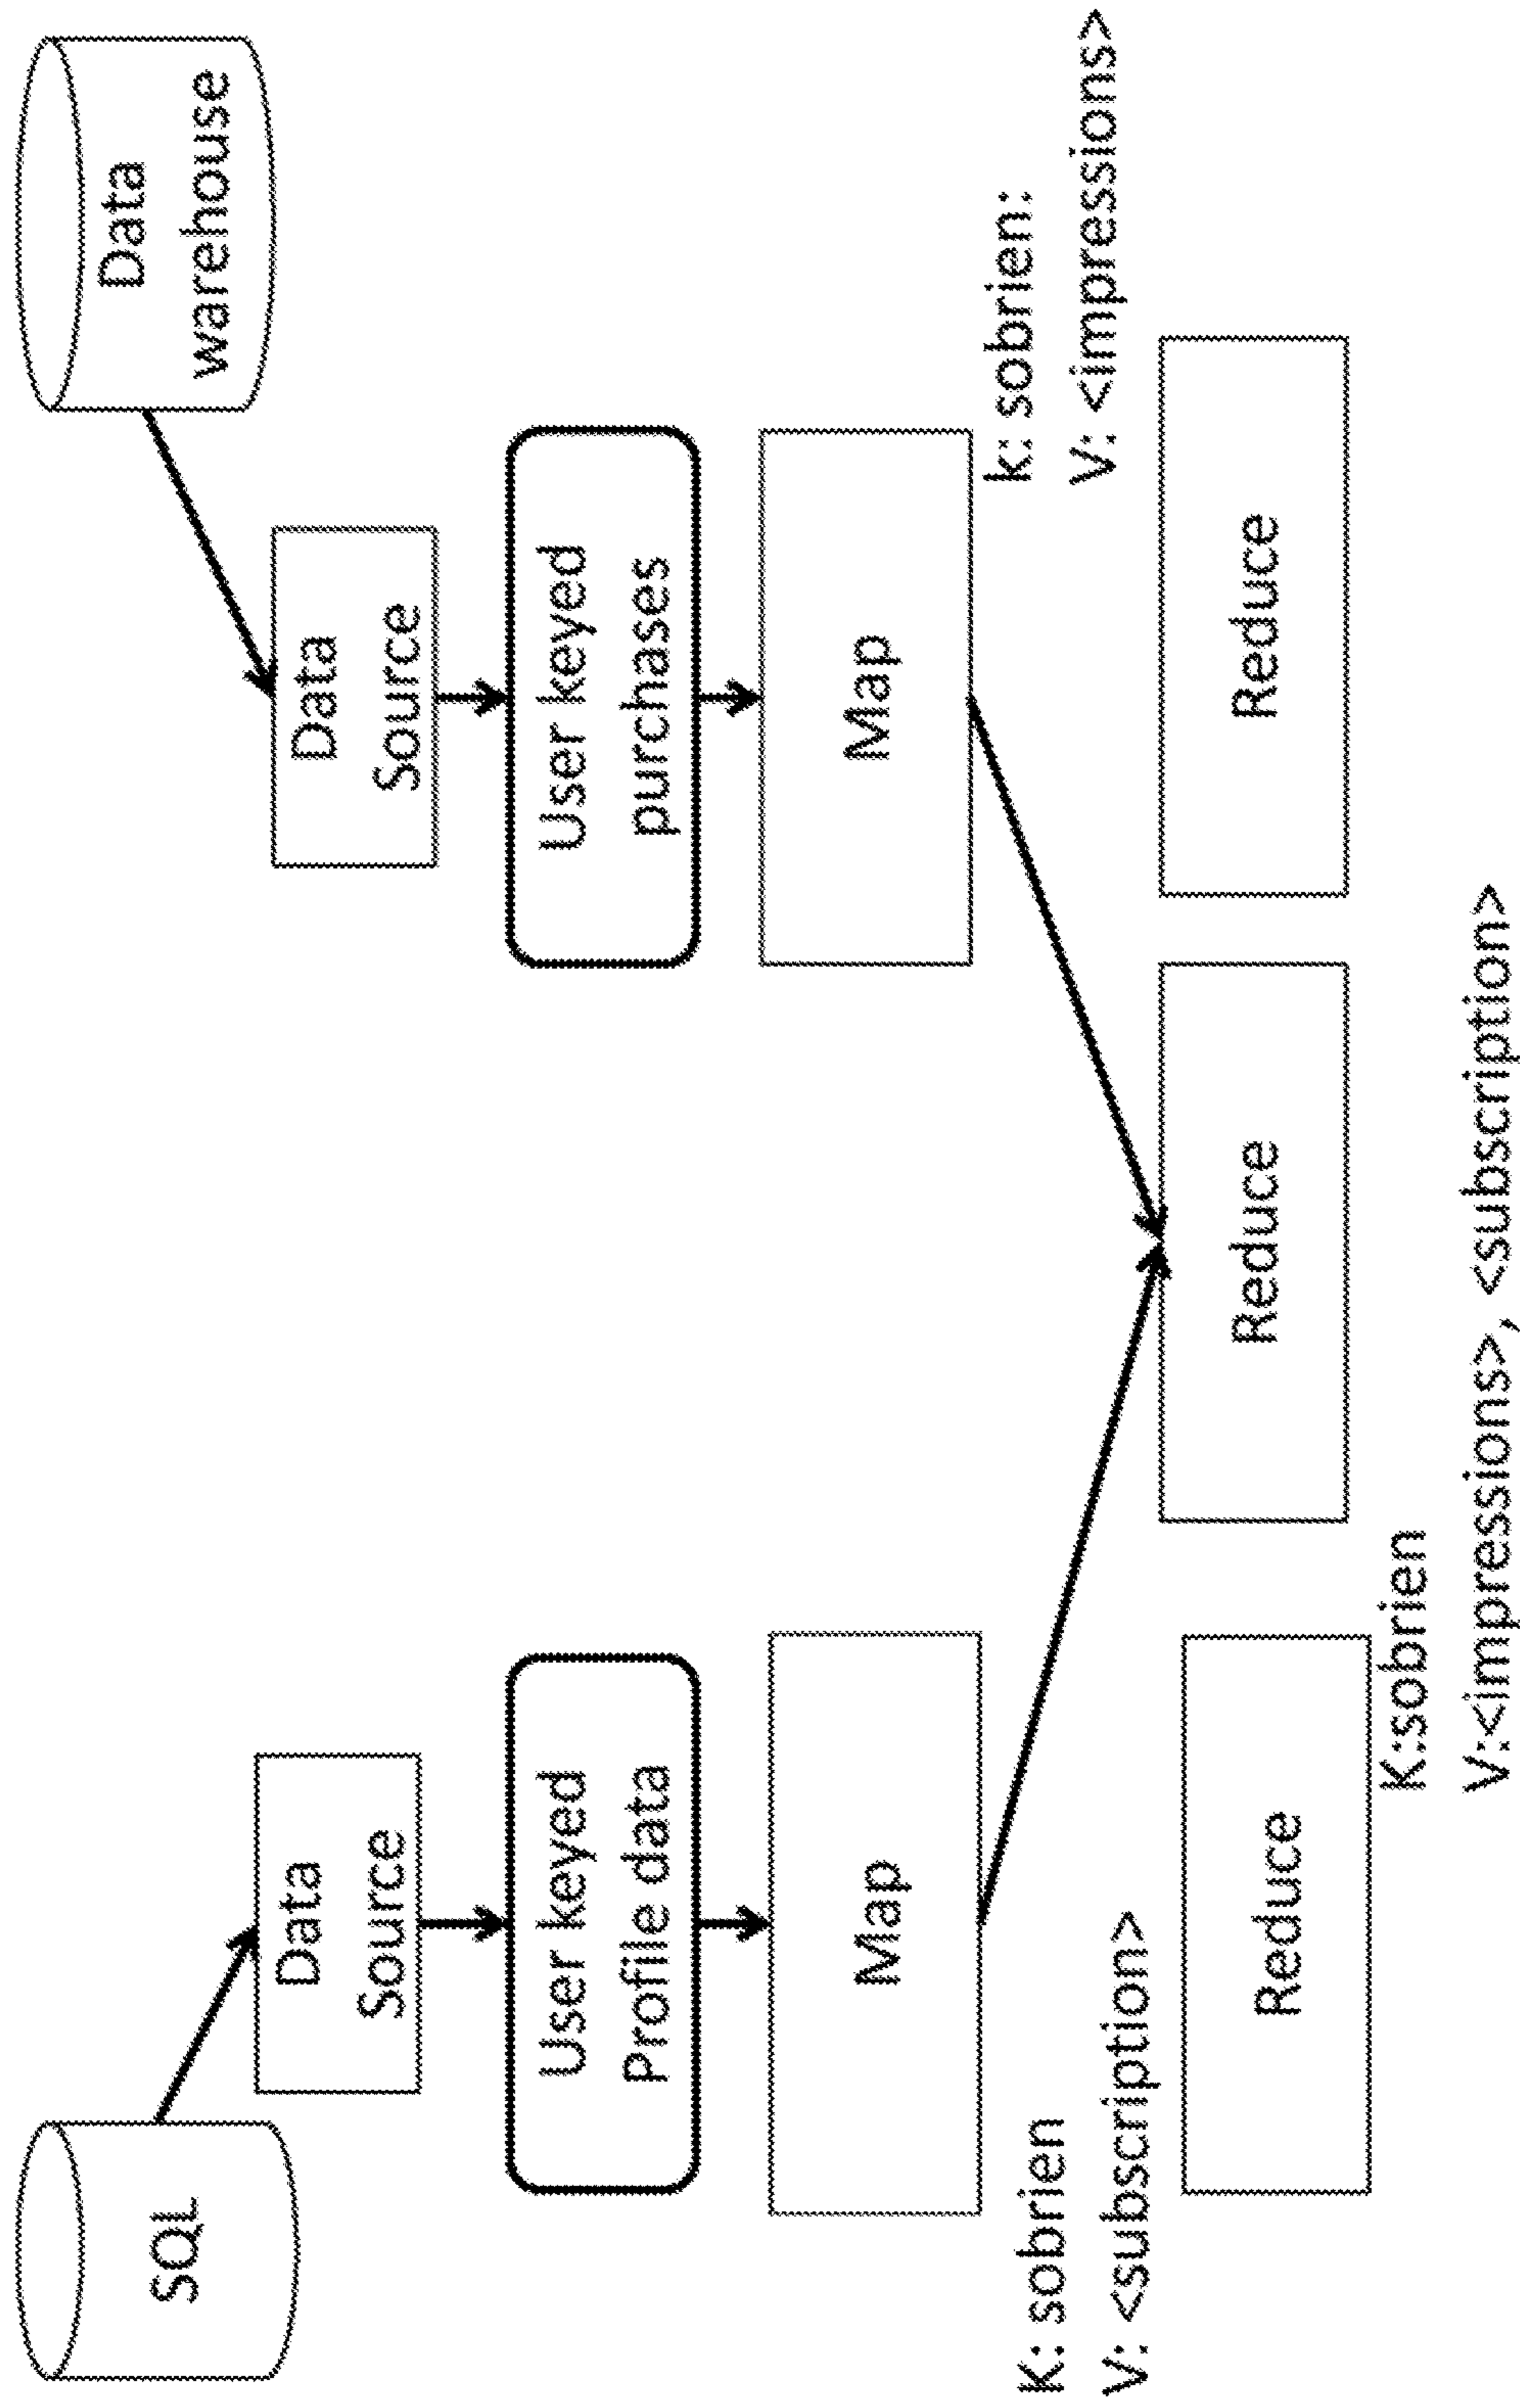 SQL
Data
warehouse
Data
Source
Data
Source
User keyed
Profile data
User keyed
purchases
Map
Map
K: sobrien
V: <subscription>
k: sobrien:
V: <impressions>
Reduce
Reduce
Reduce
K:sobrien
V:<impressions>, <subscription>